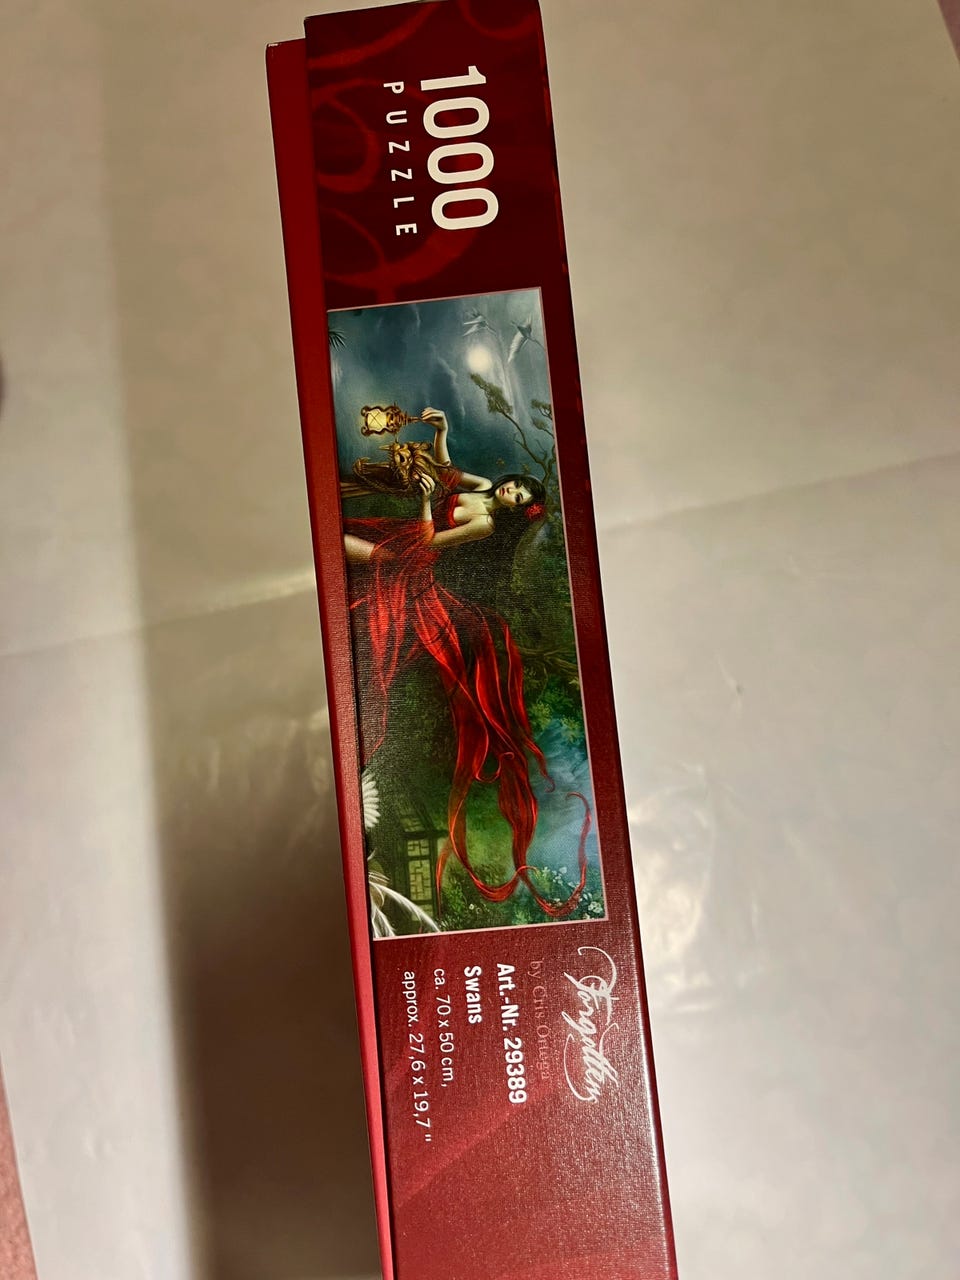 1000
PUZZLE
Forgotten
by Cris Ortega
Art.-Nr. 29389
Swans
ca. 70 x 50 cm,
approx. 27,6 x 19,7 "